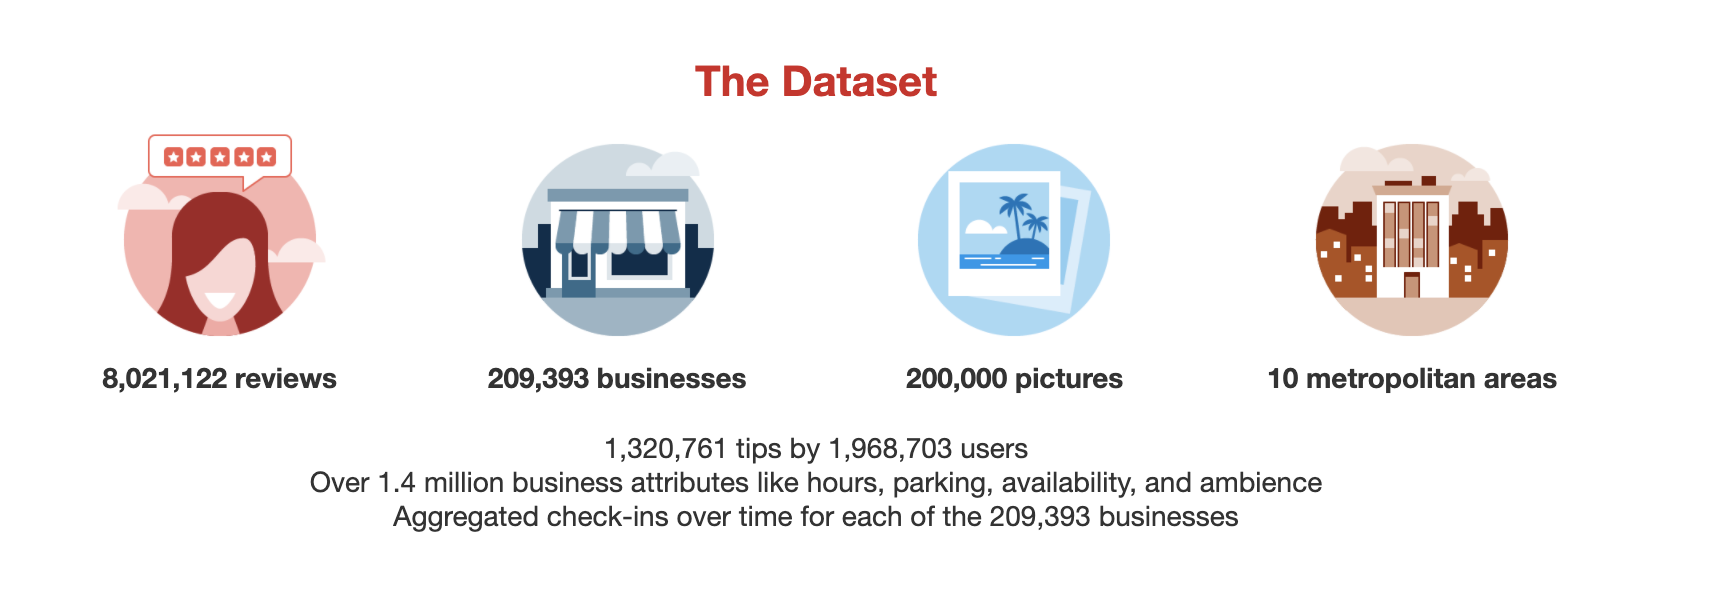 The Dataset
8,021,122 reviews
209,393 businesses
200,000 pictures
10 metropolitan areas
1,320,761 tips by 1,968,703 users
Over 1.4 million business attributes like hours, parking, availability, and ambience
Aggregated check-ins over time for each of the 209,393 businesses